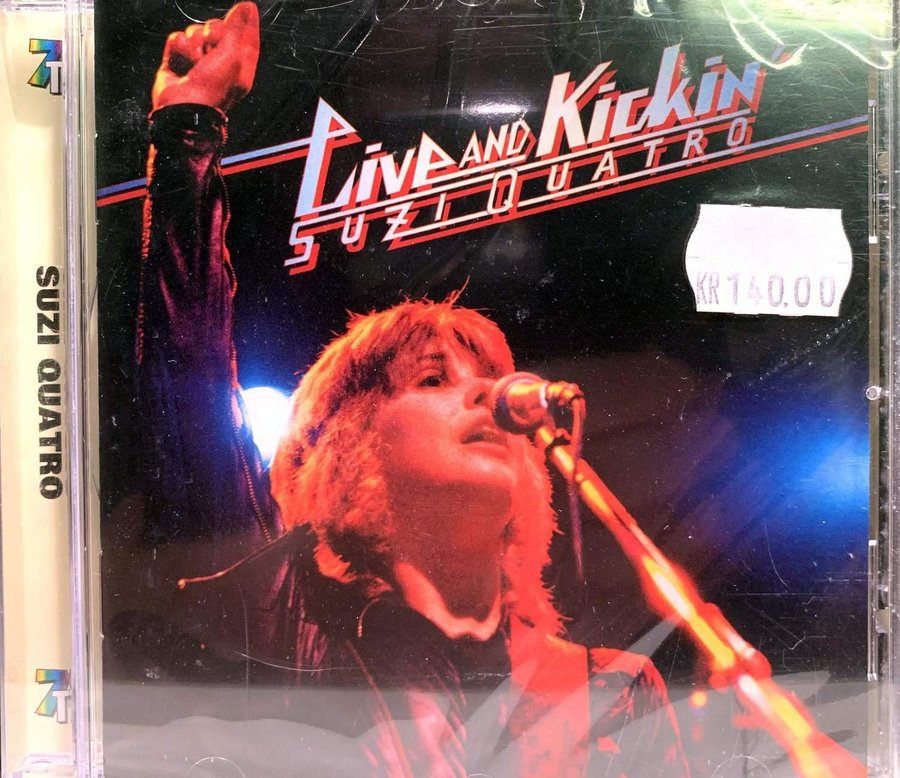 7T
Live AND Kickin'
SUZI QUATRO
KR 140.00
SUZI QUATRO
7T